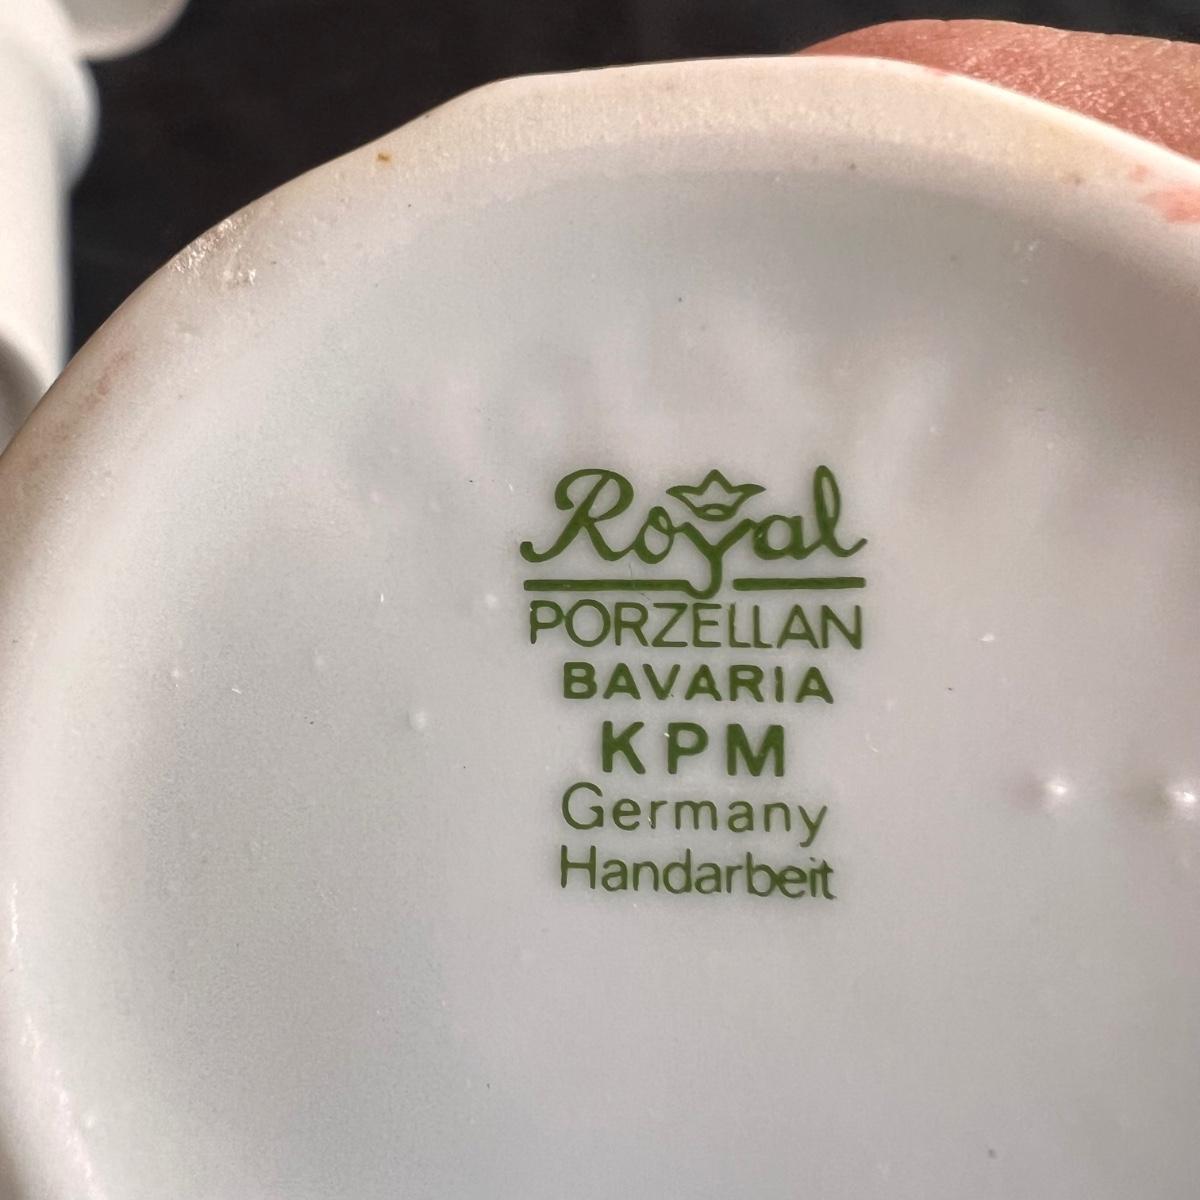 Royal
PORZELLAN
BAVARIA
KPM
Germany
Handarbeit